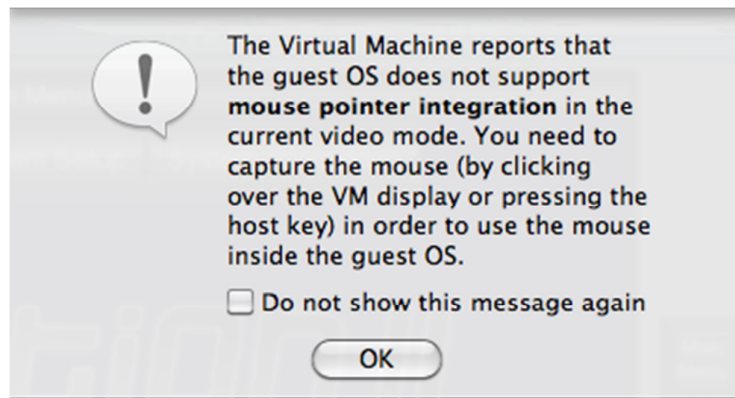 The Virtual Machine reports that
the guest OS does not support
mouse pointer integration in the
current video mode. You need to
capture the mouse (by clicking
over the VM display or pressing the
host key) in order to use the mouse
inside the guest OS.
Do not show this message again
OK